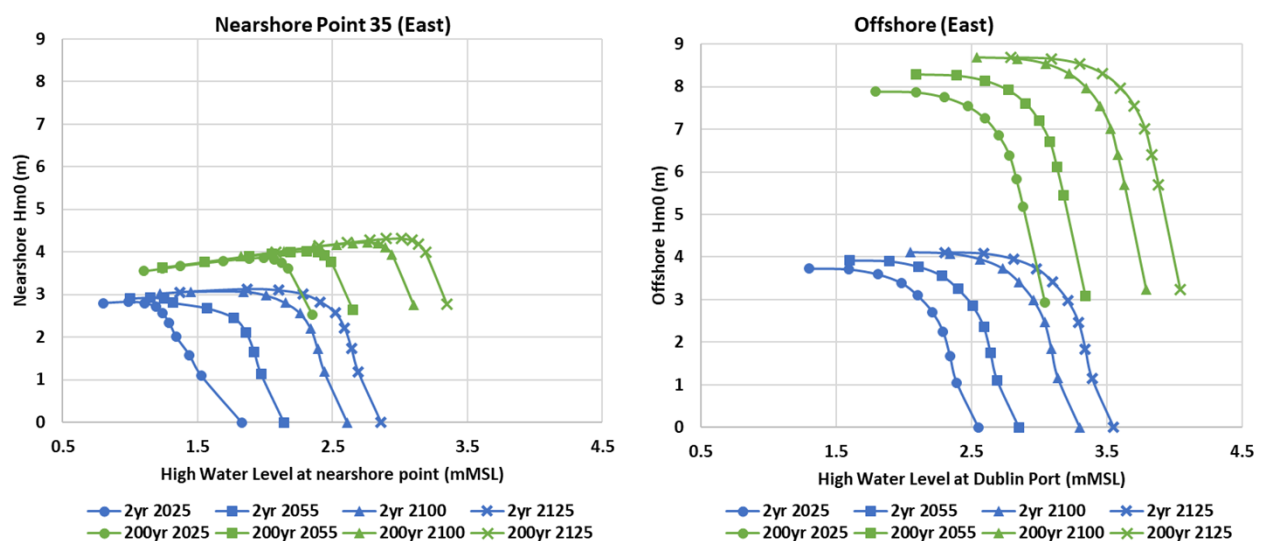 Nearshore Point 35 (East)
9
8
7
6
5
4
3
2
1
0
Nearshore Hm0 (m)
0.5 1.5 2.5 3.5 4.5
High Water Level at nearshore point (mMSL)
2yr 2025 2yr 2055 2yr 2100 2yr 2125
200yr 2025 200yr 2055 200yr 2100 200yr 2125
Offshore (East)
9
8
7
6
5
4
3
2
1
0
Offshore Hm0 (m)
0.5 1.5 2.5 3.5 4.5
High Water Level at Dublin Port (mMSL)
2yr 2025 2yr 2055 2yr 2100 2yr 2125
200yr 2025 200yr 2055 200yr 2100 200yr 2125